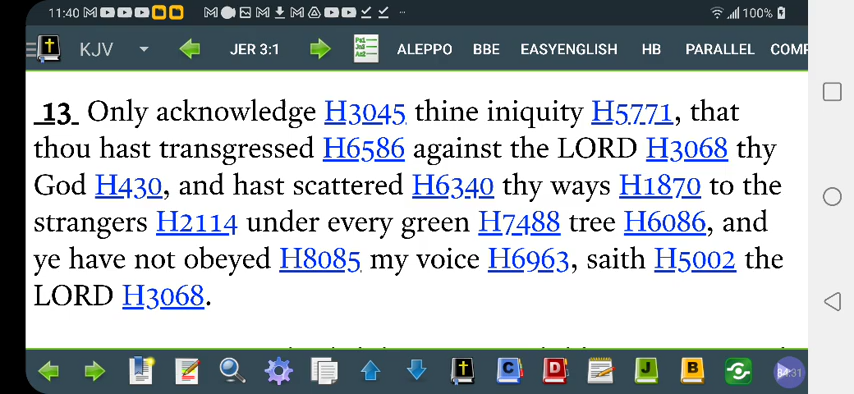 11:40 100%
KJV JER 3:1 ALEPPO BBE EASYENGLISH HB PARALLEL COMP
13 Only acknowledge H3045 thine iniquity H5771, that
thou hast transgressed H6586 against the LORD H3068 thy
God H430, and hast scattered H6340 thy ways H1870 to the
strangers H2114 under every green H7488 tree H6086, and
ye have not obeyed H8085 my voice H6963, saith H5002 the
LORD H3068.
C D J B